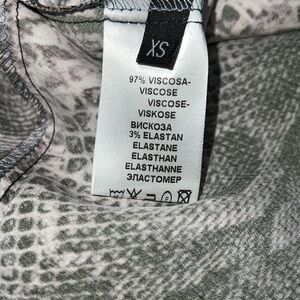 XS
97% VISCOSA-
VISCOSE
VISCOSE-
VISKOSE
ВИСКОЗА
3% ELASTAN
ELASTANE
ELASTHAN
ELASTHANNE
ЭЛАСТОМЕР